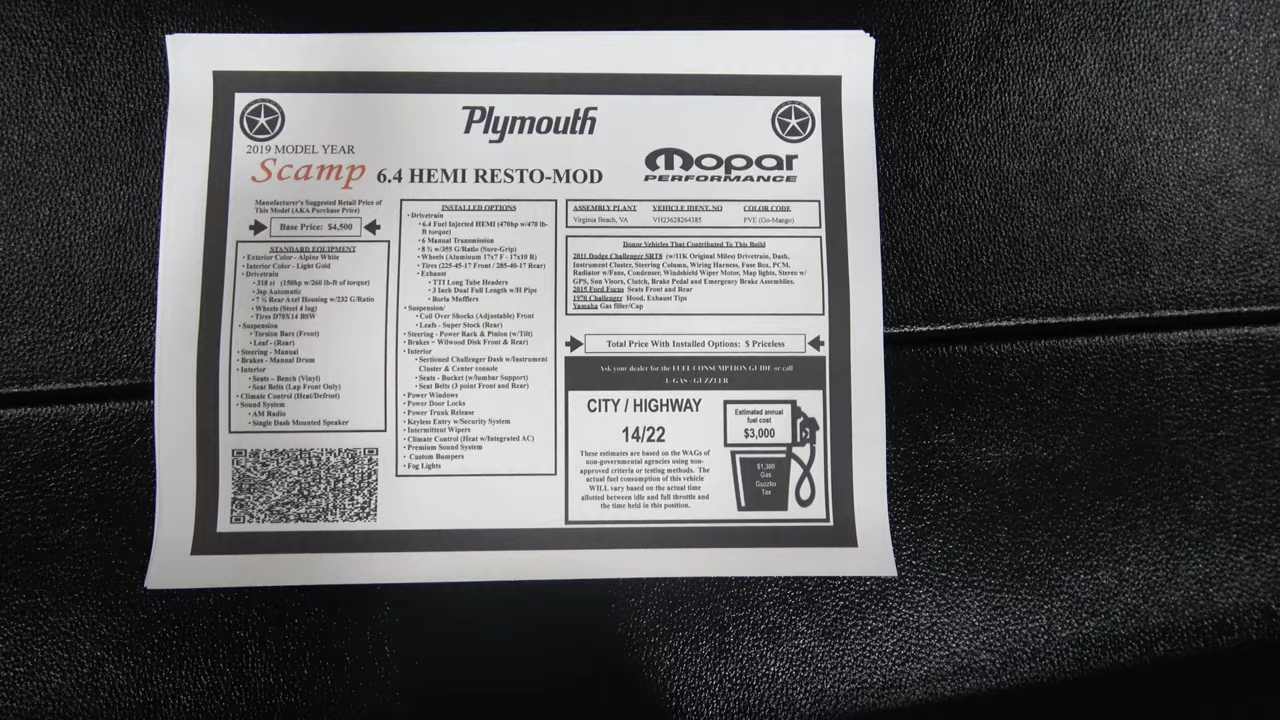 Plymouth
2019 MODEL YEAR
Scamp 6.4 HEMI RESTO-MOD
Mopar
PERFORMANCE
Manufacturer's Suggested Retail Price of
This Model (AKA Purchase Price)
Base Price: $4,500
STANDARD EQUIPMENT
• Exterior Color - Alpine White
• Interior Color - Light Gold
• Drivetrain
• 318 ci (150hp w/260 lb-ft of torque)
• 3sp Automatic
• 7 ¼ Rear Axel Housing w/232 G/Ratio
• Wheels (Steel 4 lug)
• Tires D70X14 BSW
• Suspension
• Torsion Bars (Front)
• Leaf - (Rear)
• Steering - Manual
• Brakes - Manual Drum
• Interior
• Seats – Bench (Vinyl)
• Seat Belts (Lap Front Only)
• Climate Control (Heat/Defrost)
• Sound System
• AM Radio
• Single Dash Mounted Speaker
INSTALLED OPTIONS
• Drivetrain
• 6.4 Fuel Injected HEMI (470hp w/470 lb-
ft torque)
• 6 Manual Transmission
• 8 ¾ w/355 G/Ratio (Sure-Grip)
• Wheels (Aluminum 17x7 F - 17x10 R)
• Tires (225-45-17 Front / 285-40-17 Rear)
• Exhaust
• TTI Long Tube Headers
• 3 Inch Dual Full Length w/H Pipe
• Borla Mufflers
• Suspension/
• Coil Over Shocks (Adjustable) Front
• Leafs - Super Stock (Rear)
• Steering - Power Rack & Pinion (w/Tilt)
• Brakes – Wilwood Disk Front & Rear)
• Interior
• Sectioned Challenger Dash w/Instrument
Cluster & Center console
• Seats - Bucket (w/lumbar Support)
• Seat Belts (3 point Front and Rear)
• Power Windows
• Power Door Locks
• Power Trunk Release
• Keyless Entry w/Security System
• Intermittent Wipers
• Climate Control (Heat w/Integrated AC)
• Premium Sound System
• Custom Bumpers
• Fog Lights
ASSEMBLY PLANT VEHICLE IDENT. NO COLOR CODE
Virginia Beach, VA VH23628264385 PVE (Go-Mango)
Donor Vehicles That Contributed To This Build
2011 Dodge Challenger SRT8 (w/11K Original Miles) Drivetrain, Dash,
Instrument Cluster, Steering Column, Wiring Harness, Fuse Box, PCM,
Radiator w/Fans, Condenser, Windshield Wiper Motor, Map lights, Stereo w/
GPS, Sun Visors, Clutch, Brake Pedal and Emergency Brake Assemblies.
2015 Ford Focus Seats Front and Rear
1970 Challenger Hood, Exhaust Tips
Yamaha Gas filler/Cap
Total Price With Installed Options: $ Priceless
Ask your dealer for the FUEL CONSUMPTION GUIDE or call
1- GAS - GUZZLER
CITY / HIGHWAY
14/22
These estimates are based on the WAGs of
non-governmental agencies using non-
approved criteria or testing methods. The
actual fuel consumption of this vehicle
WILL vary based on the actual time
allotted between idle and full throttle and
the time held in this position.
Estimated annual
fuel cost
$3,000
$1,300
Gas
Guzzler
Tax